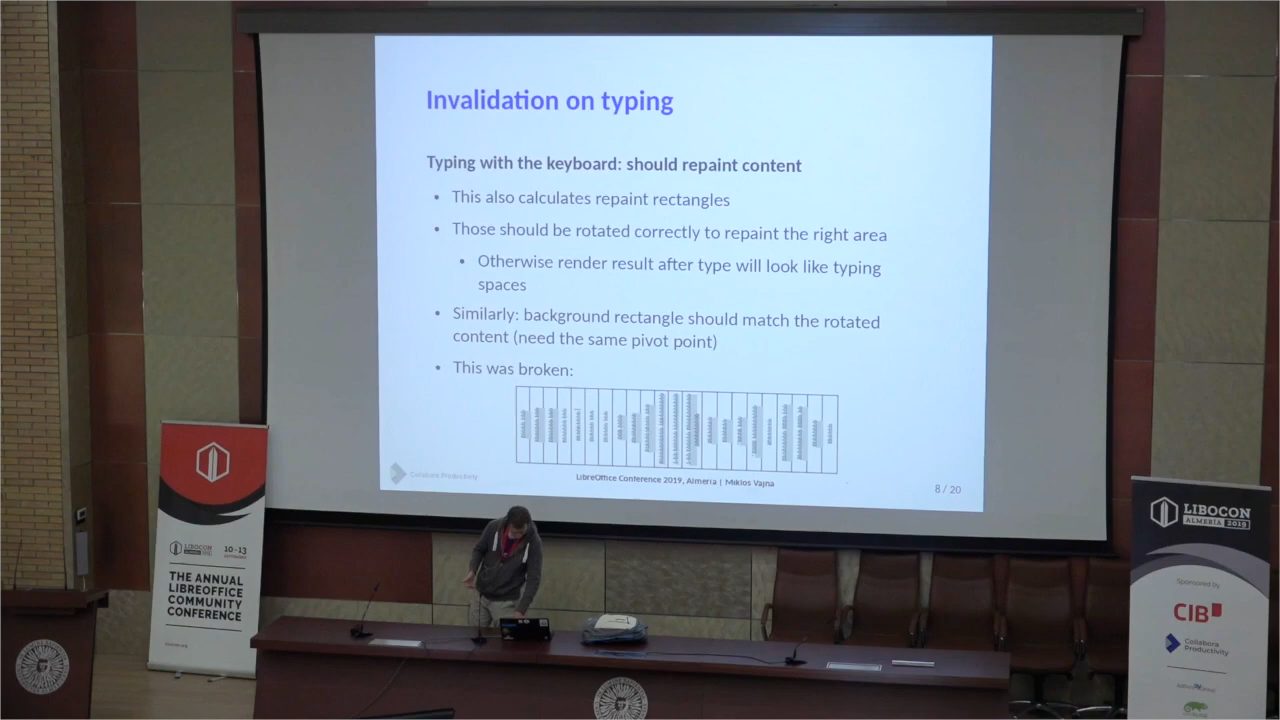 Invalidation on typing
Typing with the keyboard: should repaint content
• This also calculates repaint rectangles
• Those should be rotated correctly to repaint the right area
• Otherwise render result after type will look like typing
spaces
• Similarly: background rectangle should match the rotated
content (need the same pivot point)
• This was broken:
Collabora Productivity
LibreOffice Conference 2019, Almeria | Miklos Vajna
8 / 20
LIBOCON
10-13
THE ANNUAL
LIBREOFFICE
COMMUNITY
CONFERENCE
LIBOCON
ALMERÍA 2019
Sponsored by
CIB
Collabora
Productivity